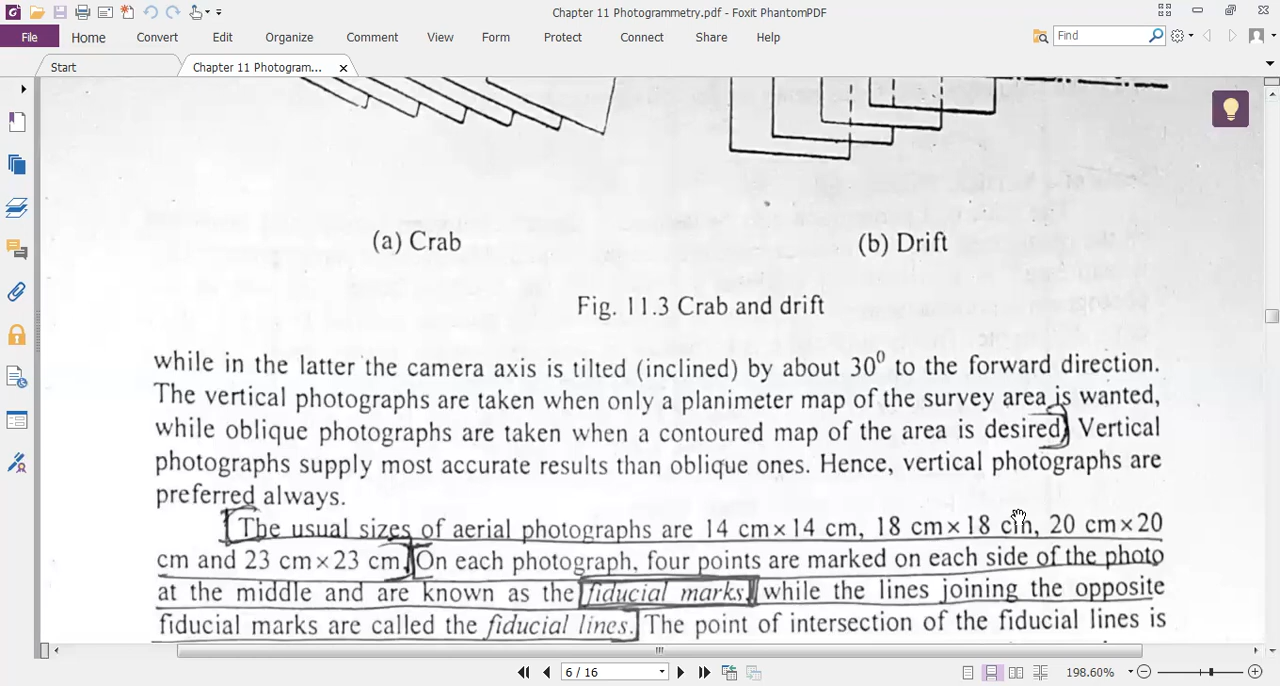 Chapter 11 Photogrammetry.pdf - Foxit PhantomPDF
File Home Convert Edit Organize Comment View Form Protect Connect Share Help Find
Start Chapter 11 Photogram...
(a) Crab (b) Drift
Fig. 11.3 Crab and drift
while in the latter the camera axis is tilted (inclined) by about 30⁰ to the forward direction.
The vertical photographs are taken when only a planimeter map of the survey area is wanted,
while oblique photographs are taken when a contoured map of the area is desired. Vertical
photographs supply most accurate results than oblique ones. Hence, vertical photographs are
preferred always.
The usual sizes of aerial photographs are 14 cm×14 cm, 18 cm×18 cm, 20 cm×20
cm and 23 cm×23 cm. On each photograph, four points are marked on each side of the photo
at the middle and are known as the fiducial marks, while the lines joining the opposite
fiducial marks are called the fiducial lines. The point of intersection of the fiducial lines is
6 / 16 198.60%